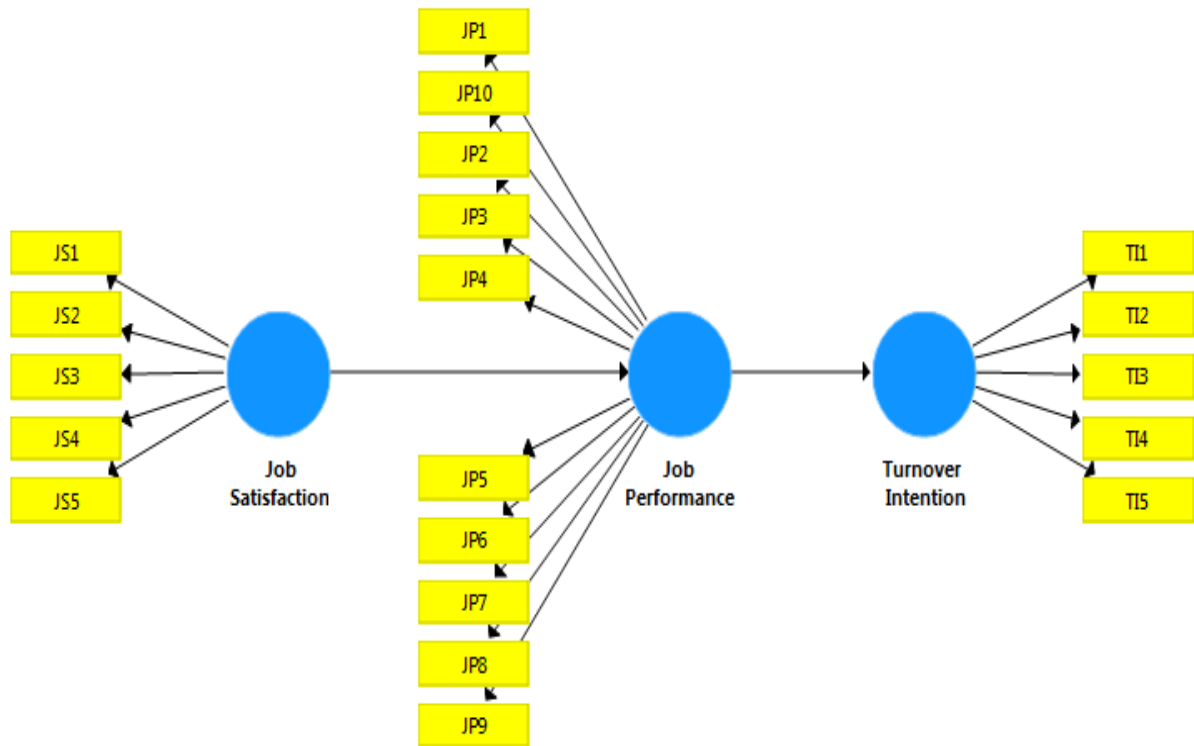 JP1
JP10
JP2
JP3
JP4
JS1
JS2
JS3
JS4
JS5
Job
Satisfaction
JP5
JP6
JP7
JP8
JP9
Job
Performance
Turnover
Intention
TI1
TI2
TI3
TI4
TI5